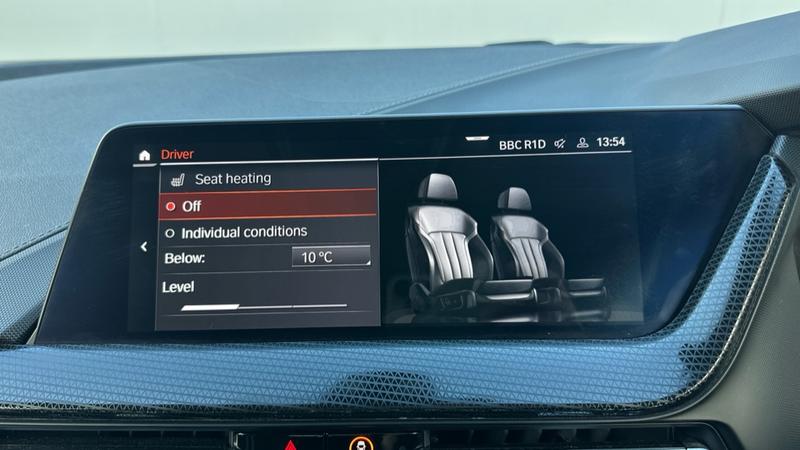 Driver
BBC R1D 13:54
Seat heating
Off
Individual conditions
Below: 10 °C
Level